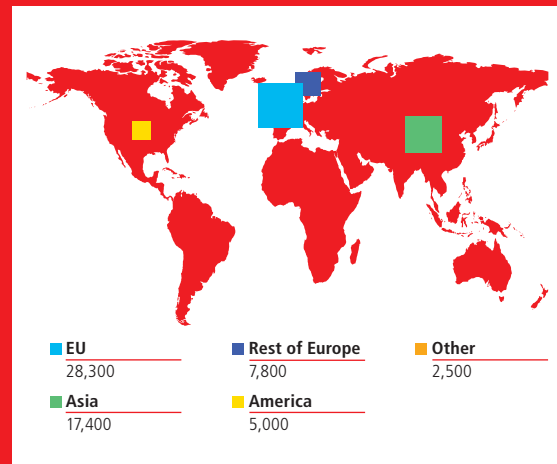 EU
28,300
Rest of Europe
7,800
Other
2,500
Asia
17,400
America
5,000